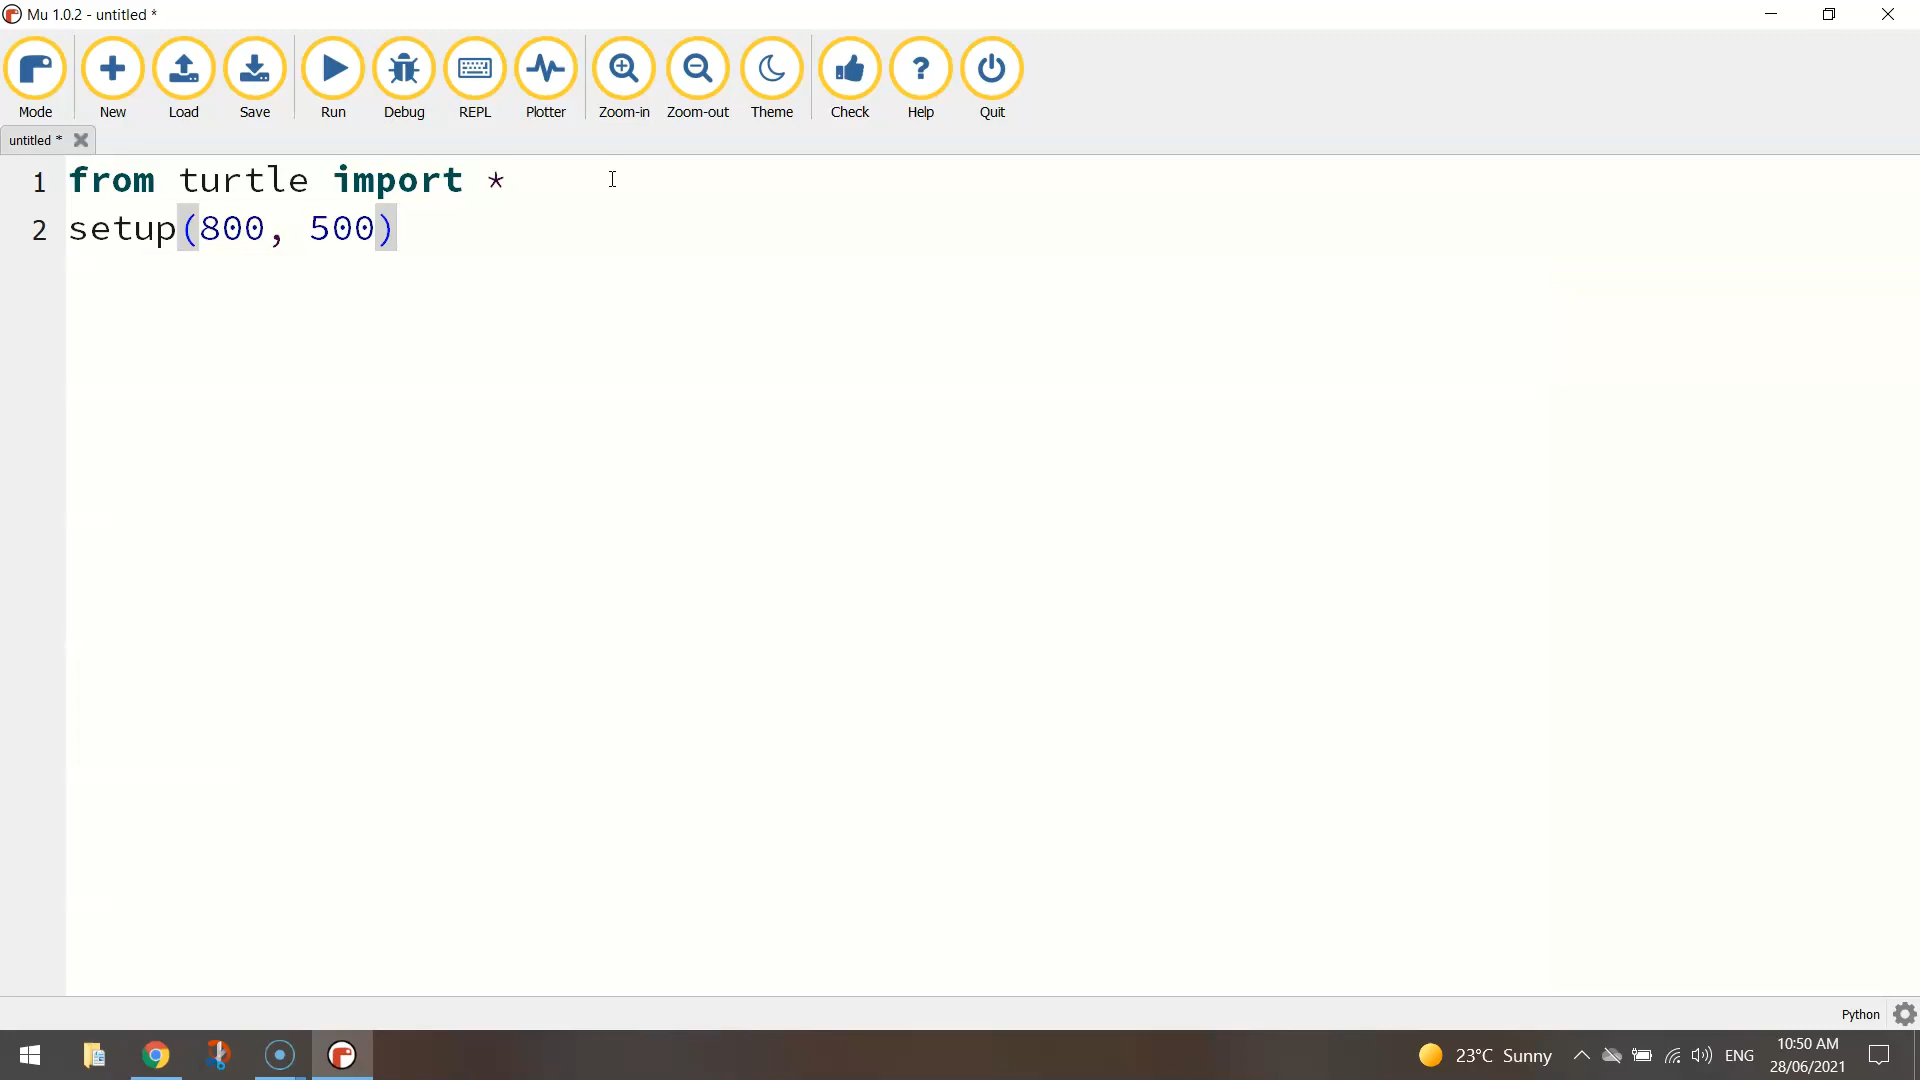 Mu 1.0.2 - untitled *
Mode New Load Save Run Debug REPL Plotter Zoom-in Zoom-out Theme Check Help Quit
untitled *
1 from turtle import *
2 setup(800, 500)
Python
23°C Sunny ENG 10:50 AM
28/06/2021